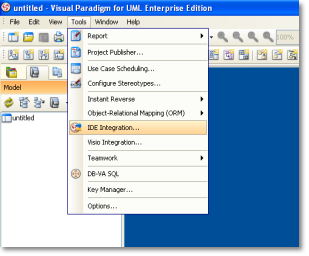 untitled - Visual Paradigm for UML Enterprise Edition
File Edit View Tools Window Help
100%
Report
Project Publisher...
Use Case Scheduling...
Configure Stereotypes...
Instant Reverse
Object-Relational Mapping (ORM)
IDE Integration...
Visio Integration...
Teamwork
DB-VA SQL
Key Manager...
Options...
Model
untitled